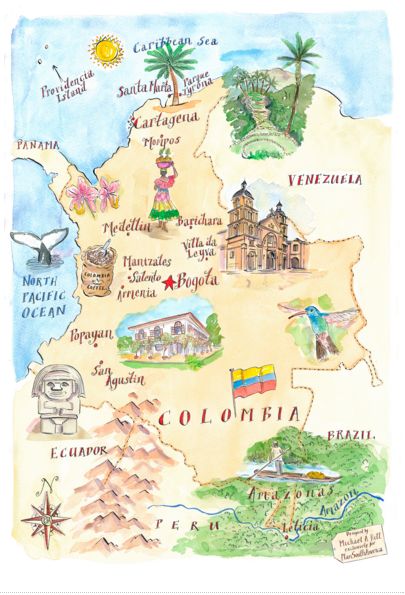 Caribbean Sea
Providencia
Island
Santa Marta
Parque
Tyrona
Cartagena
Mompos
PANAMA
VENEZUELA
Medellin
Barichara
Villa da
Leyva
Manizales
Salento
Armenia
Bogota
COLOMBIA
COFFEE
NORTH
PACIFIC
OCEAN
Popayan
San
Agustin
COLOMBIA
ECUADOR
BRAZIL.
Amazonas
Amazon
N
PERU
Leticia
Designed by
Michael A Hill
exclusively for
PlanSouthAmerica